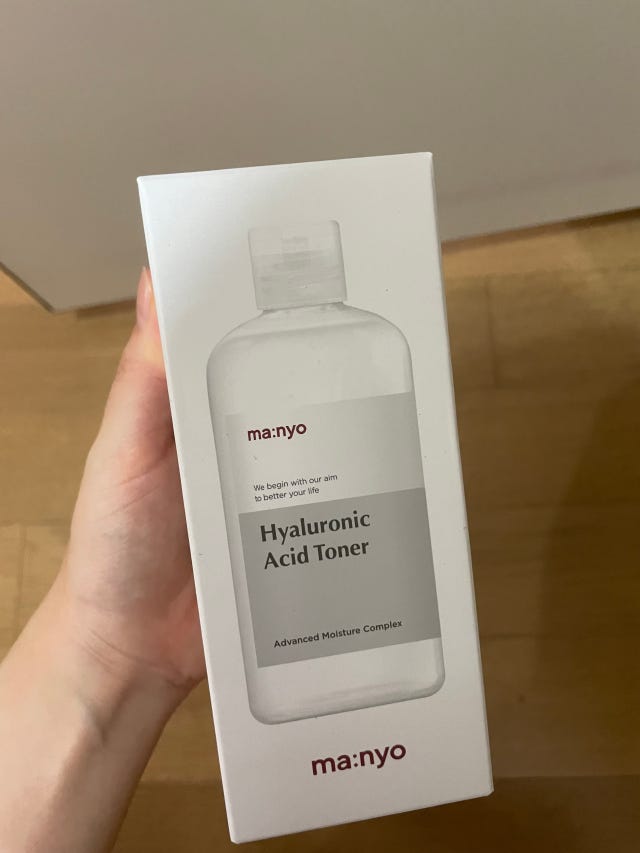 ma:nyo
We begin with our aim
to better your life
Hyaluronic
Acid Toner
Advanced Moisture Complex
ma:nyo